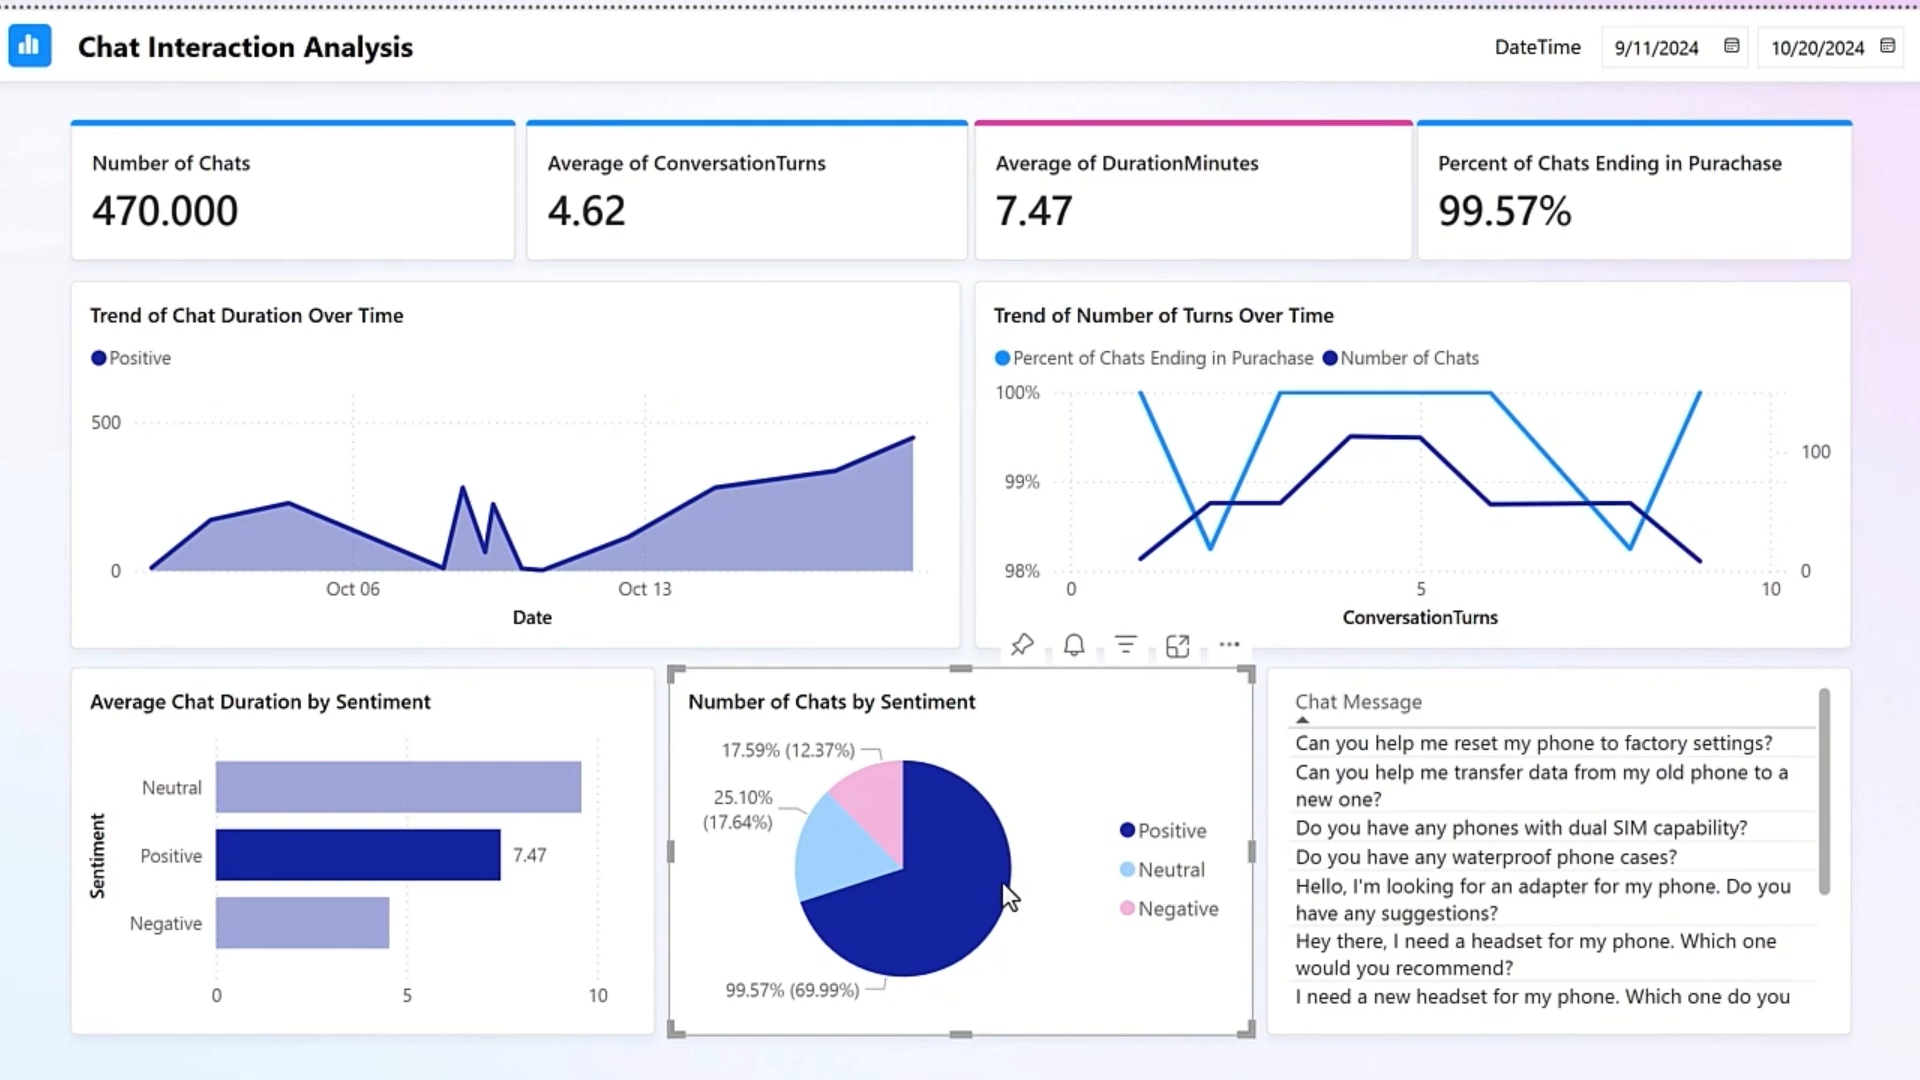 Chat Interaction Analysis
DateTime
9/11/2024
10/20/2024
Number of Chats
470.000
Average of ConversationTurns
4.62
Average of DurationMinutes
7.47
Percent of Chats Ending in Purachase
99.57%
Trend of Chat Duration Over Time
Positive
500
0
Oct 06
Oct 13
Date
Trend of Number of Turns Over Time
Percent of Chats Ending in Purachase
Number of Chats
100%
99%
98%
100
0
0
5
10
ConversationTurns
Average Chat Duration by Sentiment
Sentiment
Neutral
Positive
7.47
Negative
0
5
10
Number of Chats by Sentiment
17.59% (12.37%)
25.10%
(17.64%)
99.57% (69.99%)
Positive
Neutral
Negative
Chat Message
Can you help me reset my phone to factory settings?
Can you help me transfer data from my old phone to a
new one?
Do you have any phones with dual SIM capability?
Do you have any waterproof phone cases?
Hello, I'm looking for an adapter for my phone. Do you
have any suggestions?
Hey there, I need a headset for my phone. Which one
would you recommend?
I need a new headset for my phone. Which one do you